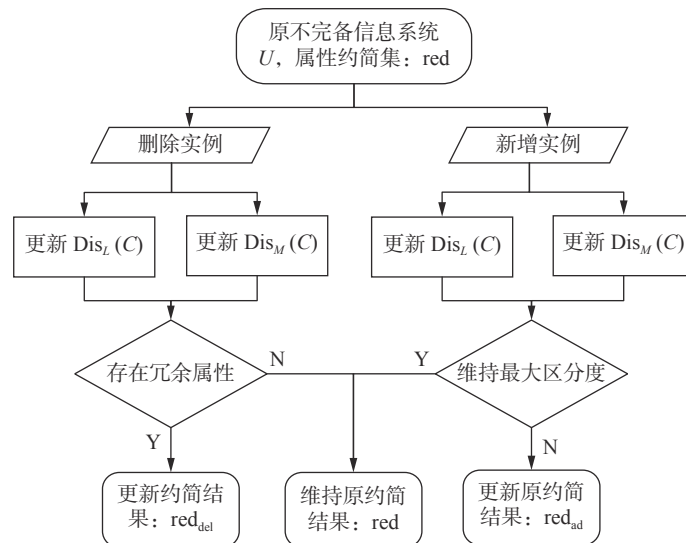 原不完备信息系统
U，属性约简集：red
删除实例
新增实例
更新 Dis_L (C)
更新 Dis_M (C)
更新 Dis_L (C)
更新 Dis_M (C)
存在冗余属性
N
Y
维持最大区分度
Y
N
更新约简结
果：red_del
维持原约简
结果：red
更新原约简
结果：red_ad